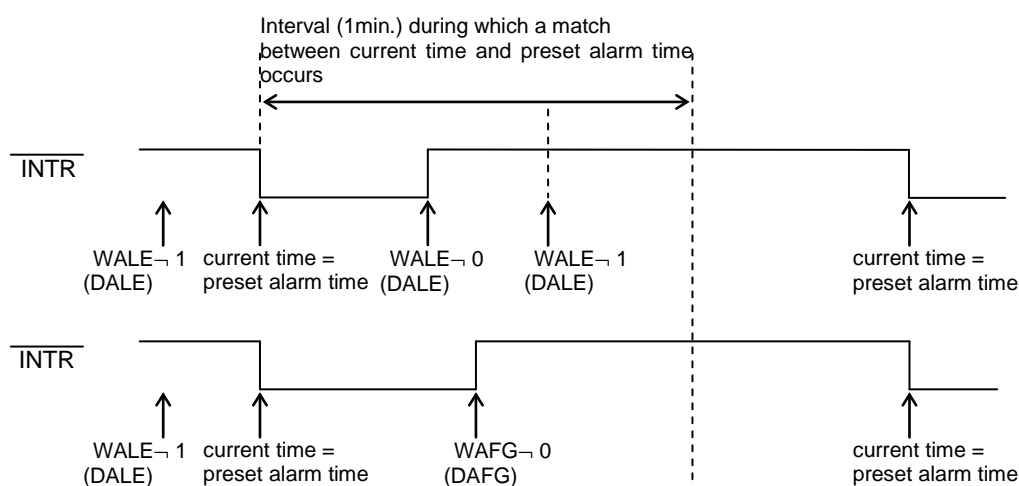 Interval (1min.) during which a match
between current time and preset alarm time
occurs
INTR
WALE¬ 1
(DALE)
current time =
preset alarm time
WALE¬ 0
(DALE)
WALE¬ 1
(DALE)
current time =
preset alarm time
INTR
WALE¬ 1
(DALE)
current time =
preset alarm time
WAFG¬ 0
(DAFG)
current time =
preset alarm time